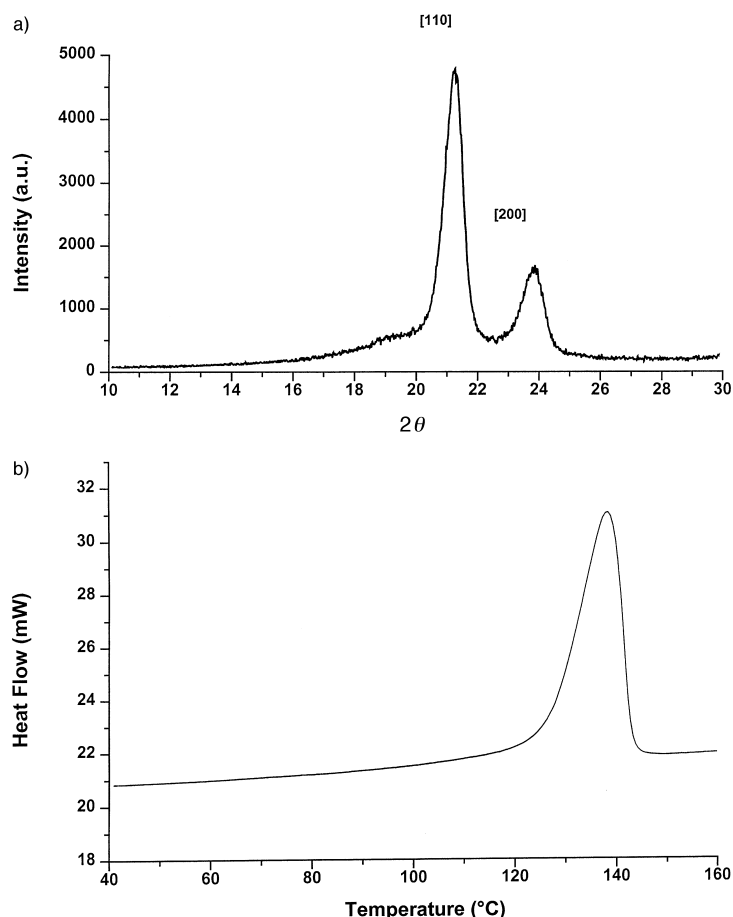 a)
[110]
5000
4000
3000
2000
1000
0
[200]
Intensity (a.u.)
10 12 14 16 18 20 22 24 26 28 30
2θ
b)
32
30
28
26
24
22
20
18
Heat Flow (mW)
40 60 80 100 120 140 160
Temperature (°C)